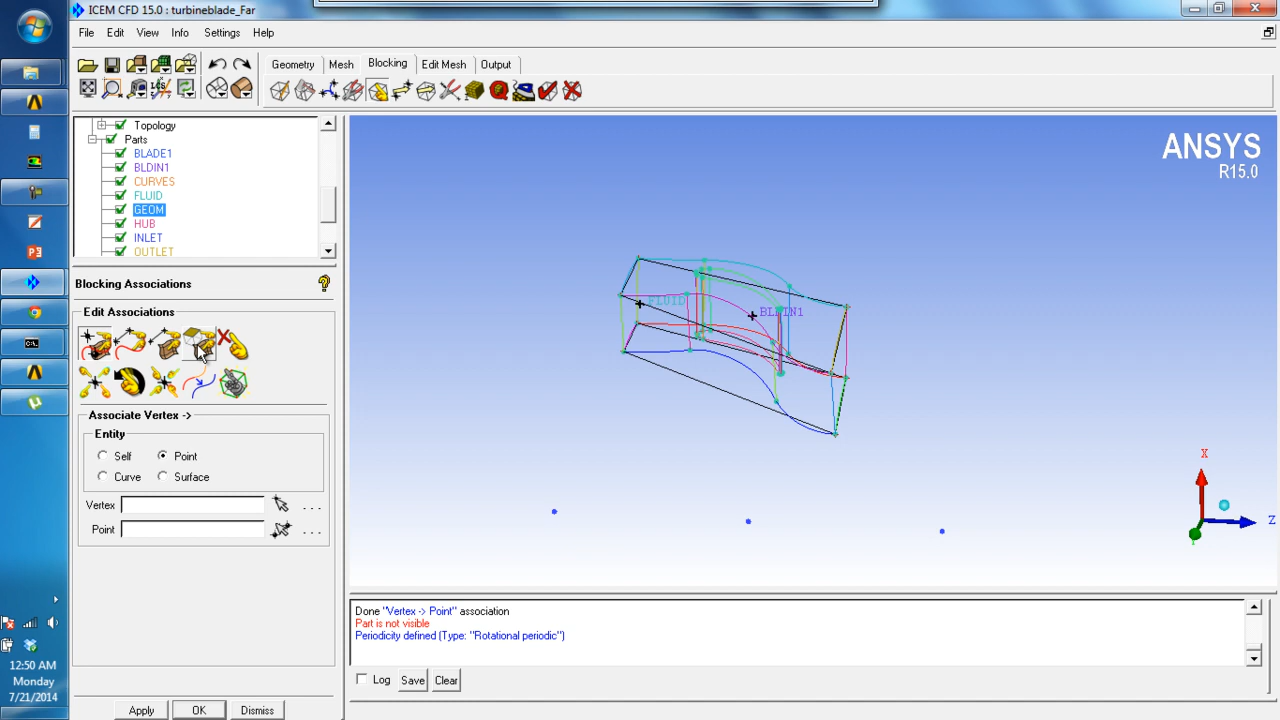 ICEM CFD 15.0 : turbineblade_Far
File Edit View Info Settings Help
Geometry Mesh Blocking Edit Mesh Output
LCS
Topology
Parts
BLADE1
BLDIN1
CURVES
FLUID
GEOM
HUB
INLET
OUTLET
Blocking Associations
Edit Associations
Associate Vertex ->
Entity
Self Point
Curve Surface
Vertex ...
Point ...
Apply OK Dismiss
ANSYS
R15.0
FLUID
BLDIN1
X
Z
Done "Vertex -> Point" association
Part is not visible
Periodicity defined (Type: "Rotational periodic")
Log Save Clear
12:50 AM
Monday
7/21/2014